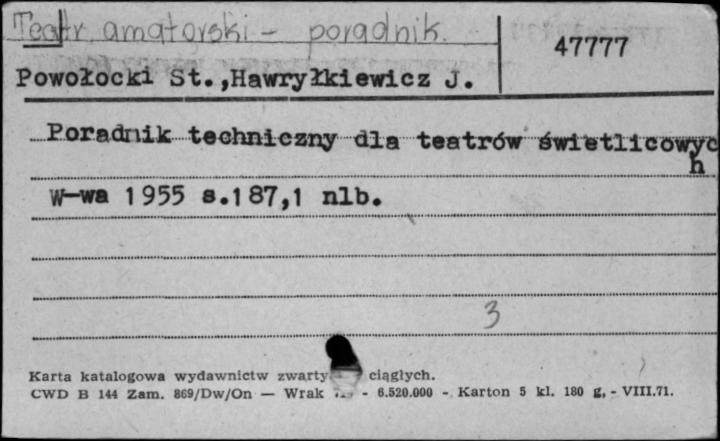 Teatr amatorski - poradnik.
47777
Powołocki St.,Hawryłkiewicz J.
Poradnik techniczny dla teatrów świetlicowych
W-wa 1955 s.187,1 nlb.
3
Karta katalogowa wydawnictw zwarty ciągłych.
CWD B 144 Zam. 869/Dw/On — Wrak - 6.520.000 - Karton 5 kl. 180 g, - VIII.71.